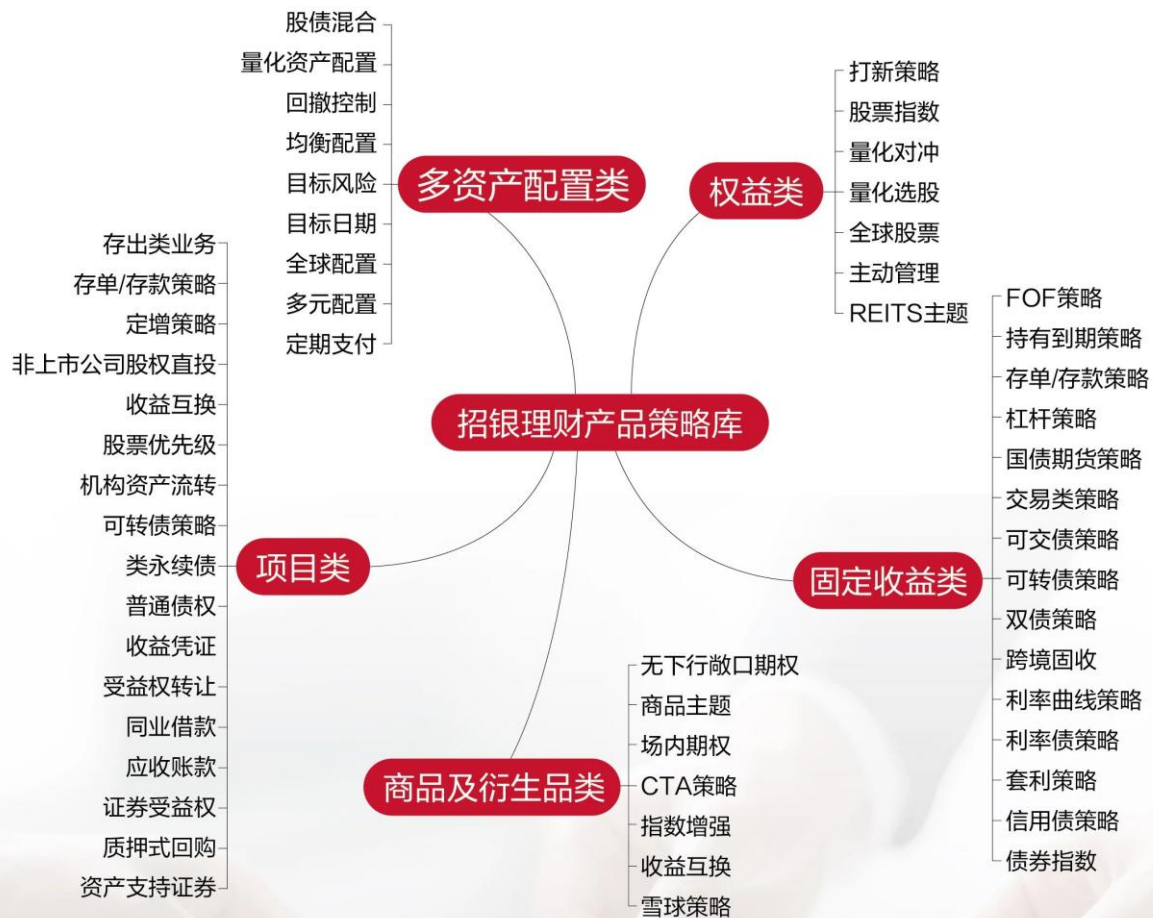 招银理财产品策略库
多资产配置类
股债混合
量化资产配置
回撤控制
均衡配置
目标风险
目标日期
全球配置
多元配置
定期支付
权益类
打新策略
股票指数
量化对冲
量化选股
全球股票
主动管理
REITS主题
项目类
存出类业务
存单/存款策略
定增策略
非上市公司股权直投
收益互换
股票优先级
机构资产流转
可转债策略
类永续债
普通债权
收益凭证
受益权转让
同业借款
应收账款
证券受益权
质押式回购
资产支持证券
固定收益类
FOF策略
持有到期策略
存单/存款策略
杠杆策略
国债期货策略
交易类策略
可交债策略
可转债策略
双债策略
跨境固收
利率曲线策略
利率债策略
套利策略
信用债策略
债券指数
商品及衍生品类
无下行敞口期权
商品主题
场内期权
CTA策略
指数增强
收益互换
雪球策略